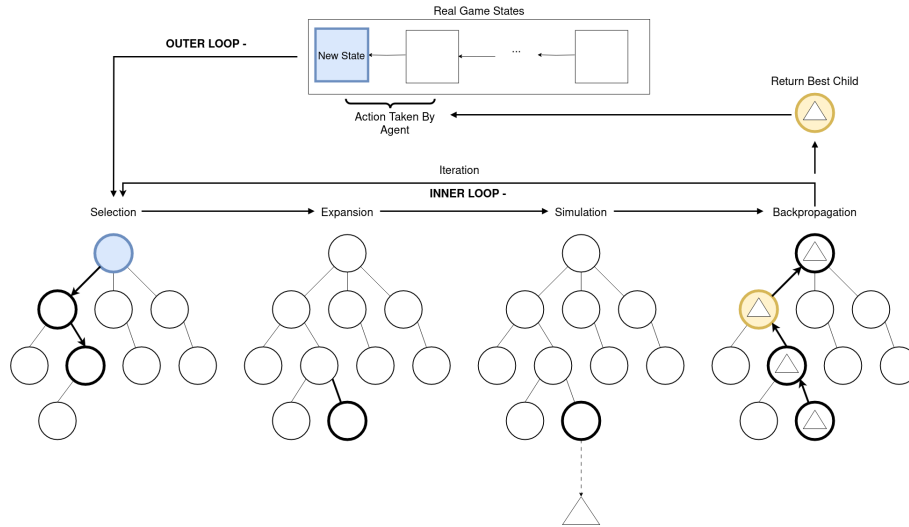 Real Game States
OUTER LOOP -
New State
...
Return Best Child
Action Taken By
Agent
Iteration
INNER LOOP -
Selection
Expansion
Simulation
Backpropagation